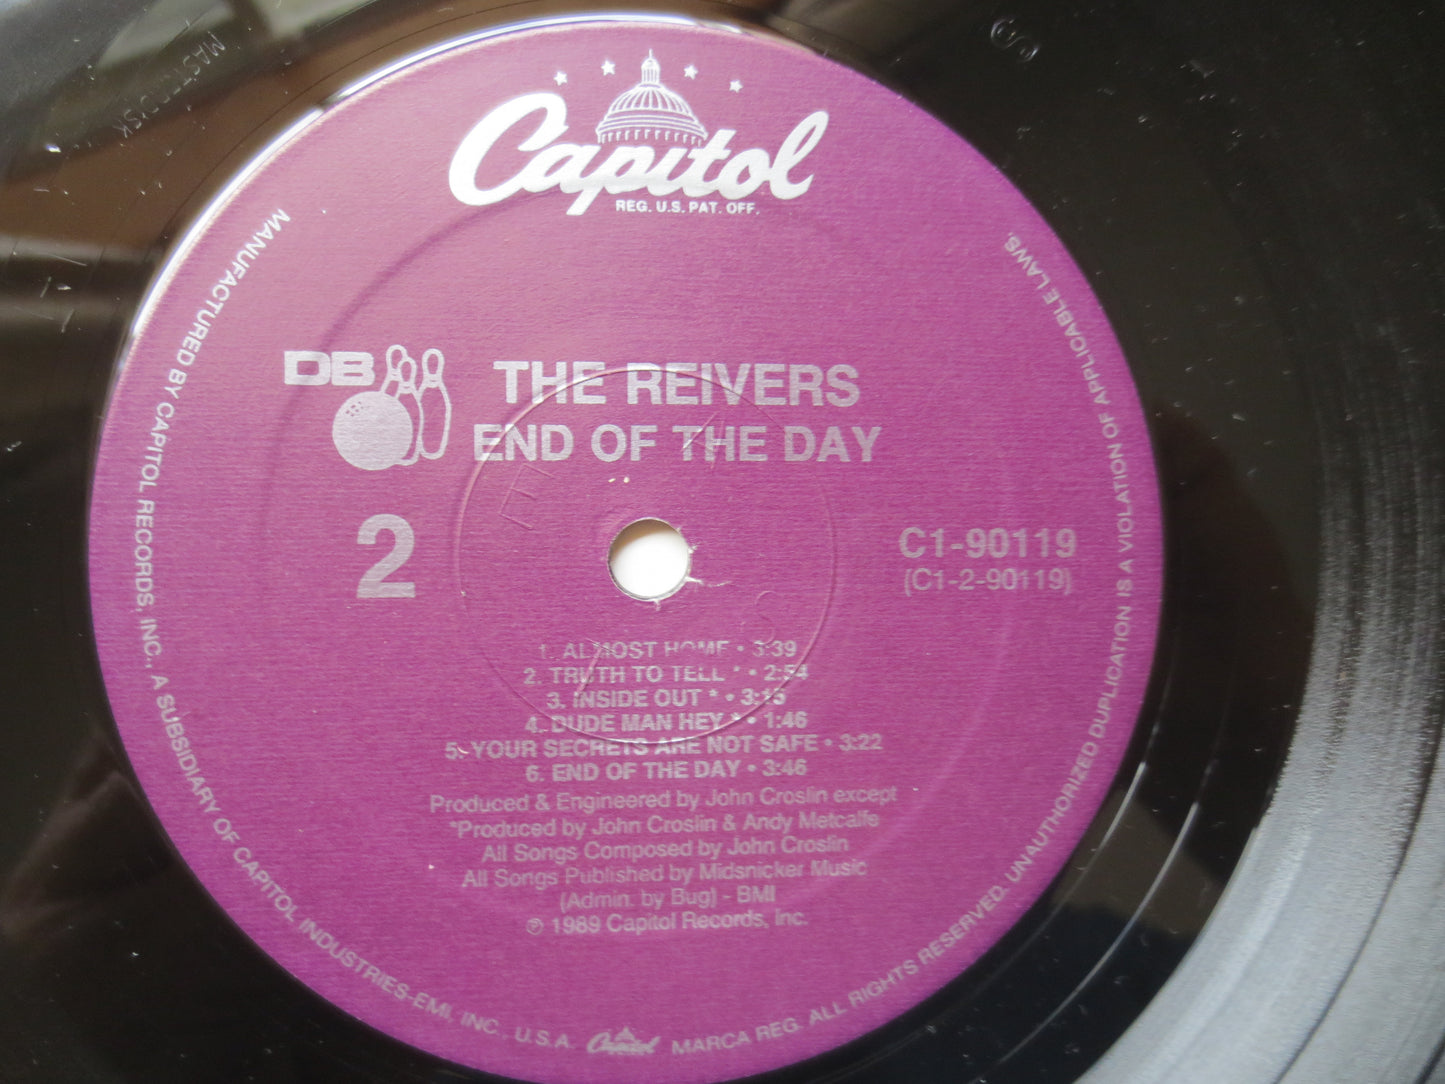 MASTERDISK
Capitol
REG. U.S. PAT. OFF.
DB
THE REIVERS
END OF THE DAY
2
C1-90119
(C1-2-90119)
1. ALMOST HOME • 3:39
2. TRUTH TO TELL * • 2:54
3. INSIDE OUT * • 3:15
4. DUDE MAN HEY * • 1:46
5. YOUR SECRETS ARE NOT SAFE • 3:22
6. END OF THE DAY • 3:46
Produced & Engineered by John Croslin except
*Produced by John Croslin & Andy Metcalfe
All Songs Composed by John Croslin
All Songs Published by Midsnicker Music
(Admin. by Bug) - BMI
℗ 1989 Capitol Records, Inc.
MANUFACTURED BY CAPITOL RECORDS, INC., A SUBSIDIARY OF CAPITOL INDUSTRIES-EMI, INC., U.S.A. Capitol MARCA REG. ALL RIGHTS RESERVED. UNAUTHORIZED DUPLICATION IS A VIOLATION OF APPLICABLE LAWS.